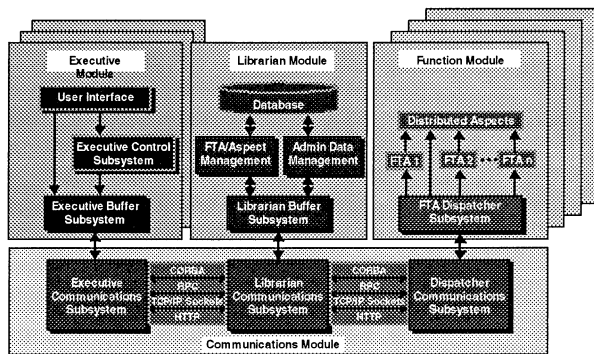 Executive
Module
User Interface
Executive Control
Subsystem
Executive Buffer
Subsystem
Librarian Module
Database
FTA/Aspect
Management
Admin Data
Management
Librarian Buffer
Subsystem
Function Module
Distributed Aspects
FTA 1
FTA 2
•••
FTA n
FTA Dispatcher
Subsystem
Executive
Communications
Subsystem
CORBA
RPC
TCP/IP Sockets
HTTP
Librarian
Communications
Subsystem
CORBA
RPC
TCP/IP Sockets
HTTP
Dispatcher
Communications
Subsystem
Communications Module